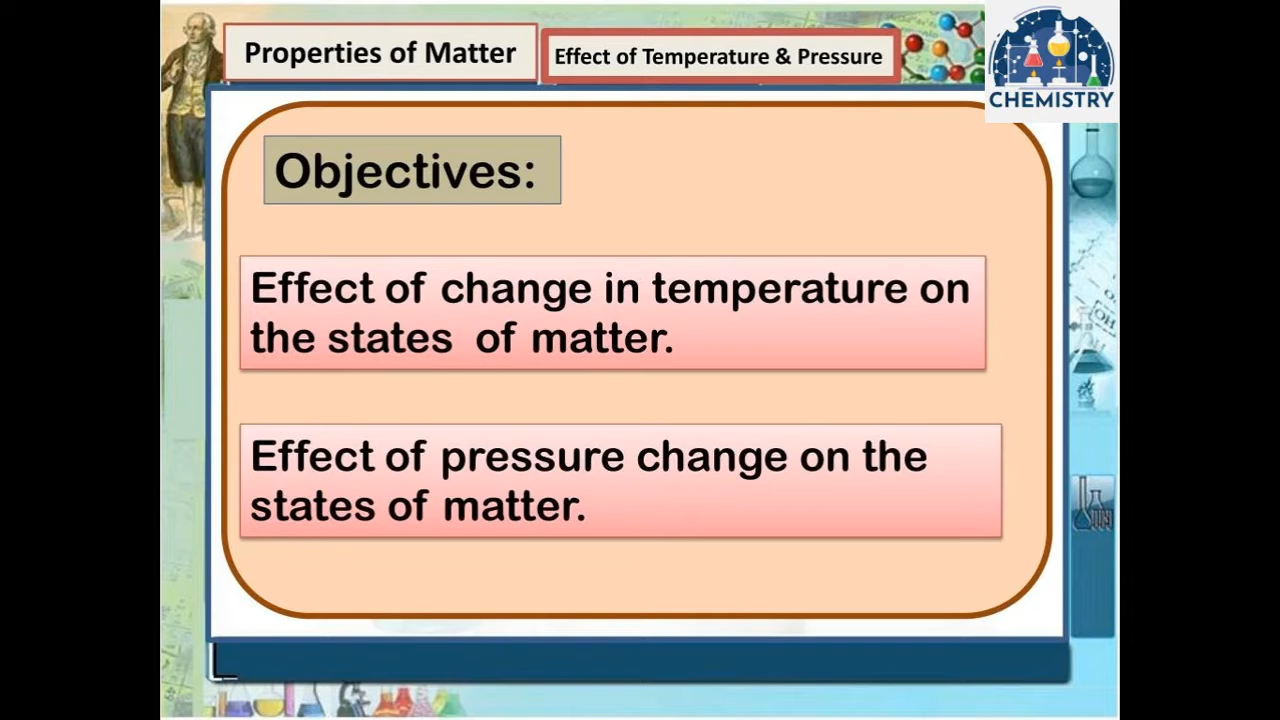 Properties of Matter
Effect of Temperature & Pressure
CHEMISTRY
Objectives:
Effect of change in temperature on
the states of matter.
Effect of pressure change on the
states of matter.